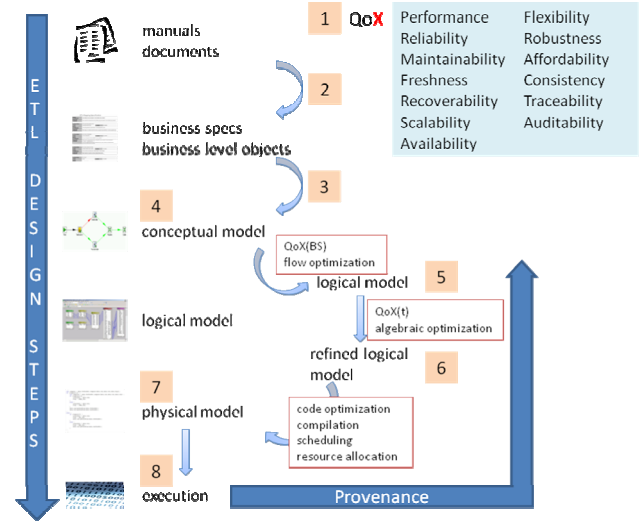 ETL DESIGN STEPS
manuals
documents
1
QoX
Performance
Reliability
Maintainability
Freshness
Recoverability
Scalability
Availability
Flexibility
Robustness
Affordability
Consistency
Traceability
Auditability
2
business specs
business level objects
3
4
conceptual model
QoX(BS)
flow optimization
logical model
5
QoX(t)
algebraic optimization
logical model
refined logical
model
6
7
physical model
code optimization
compilation
scheduling
resource allocation
8
execution
Provenance